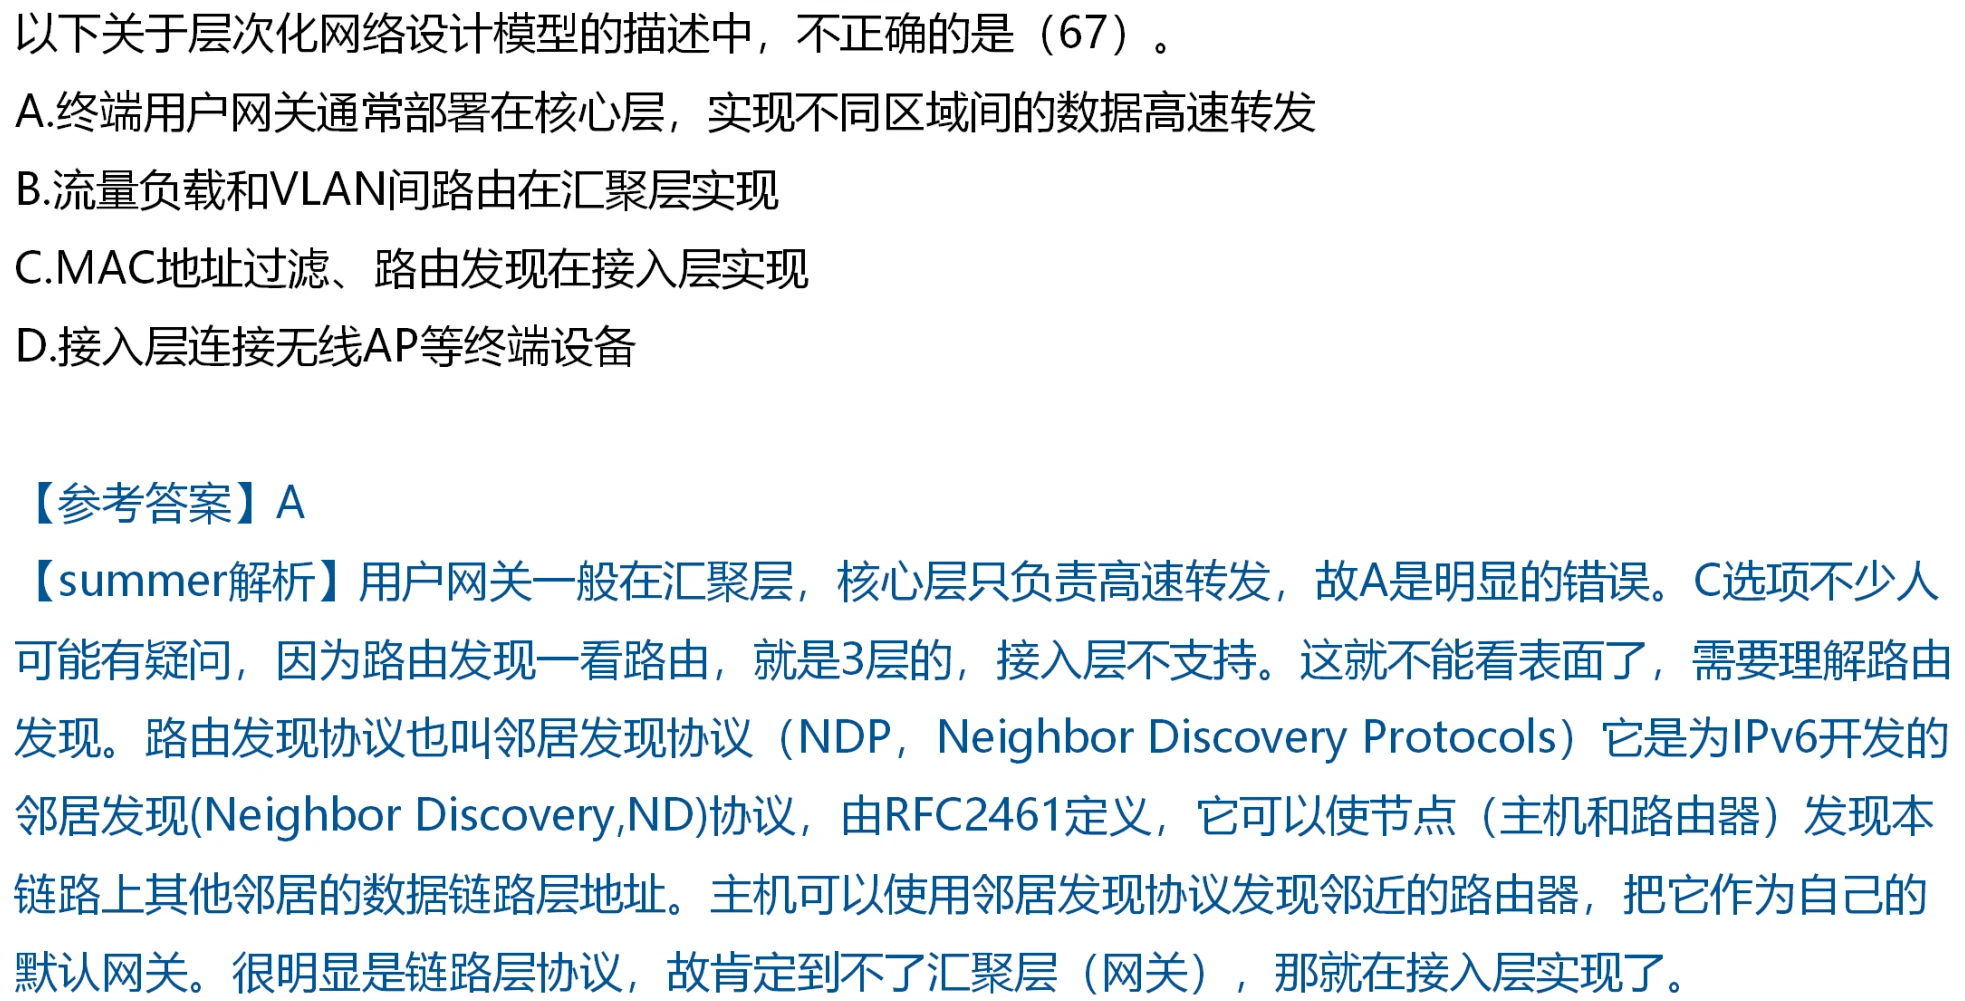 以下关于层次化网络设计模型的描述中，不正确的是（67）。
A.终端用户网关通常部署在核心层，实现不同区域间的数据高速转发
B.流量负载和VLAN间路由在汇聚层实现
C.MAC地址过滤、路由发现在接入层实现
D.接入层连接无线AP等终端设备
【参考答案】A
【summer解析】用户网关一般在汇聚层，核心层只负责高速转发，故A是明显的错误。C选项不少人
可能有疑问，因为路由发现一看路由，就是3层的，接入层不支持。这就不能看表面了，需要理解路由
发现。路由发现协议也叫邻居发现协议（NDP，Neighbor Discovery Protocols）它是为IPv6开发的
邻居发现(Neighbor Discovery,ND)协议，由RFC2461定义，它可以使节点（主机和路由器）发现本
链路上其他邻居的数据链路层地址。主机可以使用邻居发现协议发现邻近的路由器，把它作为自己的
默认网关。很明显是链路层协议，故肯定到不了汇聚层（网关），那就在接入层实现了。